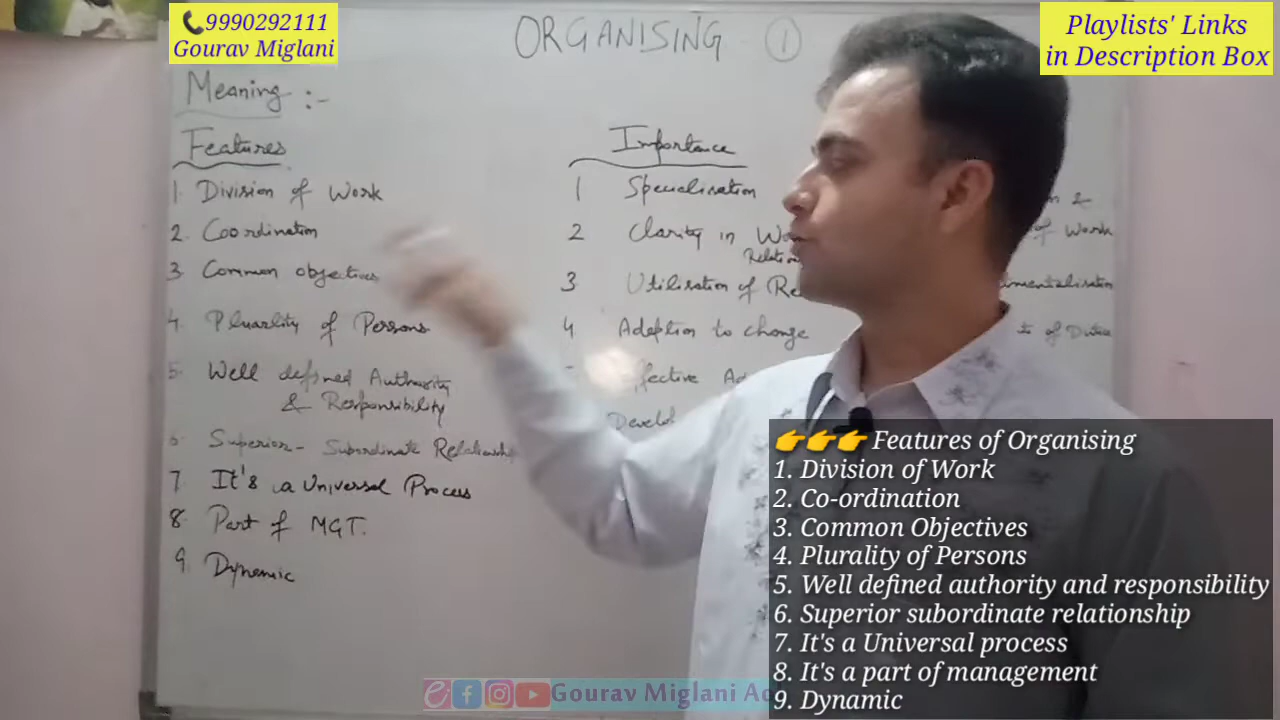 📞9990292111
Gourav Miglani
Playlists' Links
in Description Box
ORGANISING - 1
Meaning :-
Features
1. Division of Work
2. Coordination
3. Common objectives
4. Plurality of Persons
5. Well defined Authority
& Responsibility
6. Superior - Subordinate Relationship
7 It's a Universal Process
8. Part of MGT.
9. Dynamic
Importance
1 Specialisation
2 Clarity in
3 Utilisation of
4 Adaption to change
&
of Work
👉👉👉 Features of Organising
1. Division of Work
2. Co-ordination
3. Common Objectives
4. Plurality of Persons
5. Well defined authority and responsibility
6. Superior subordinate relationship
7. It's a Universal process
8. It's a part of management
9. Dynamic
Gourav Miglani